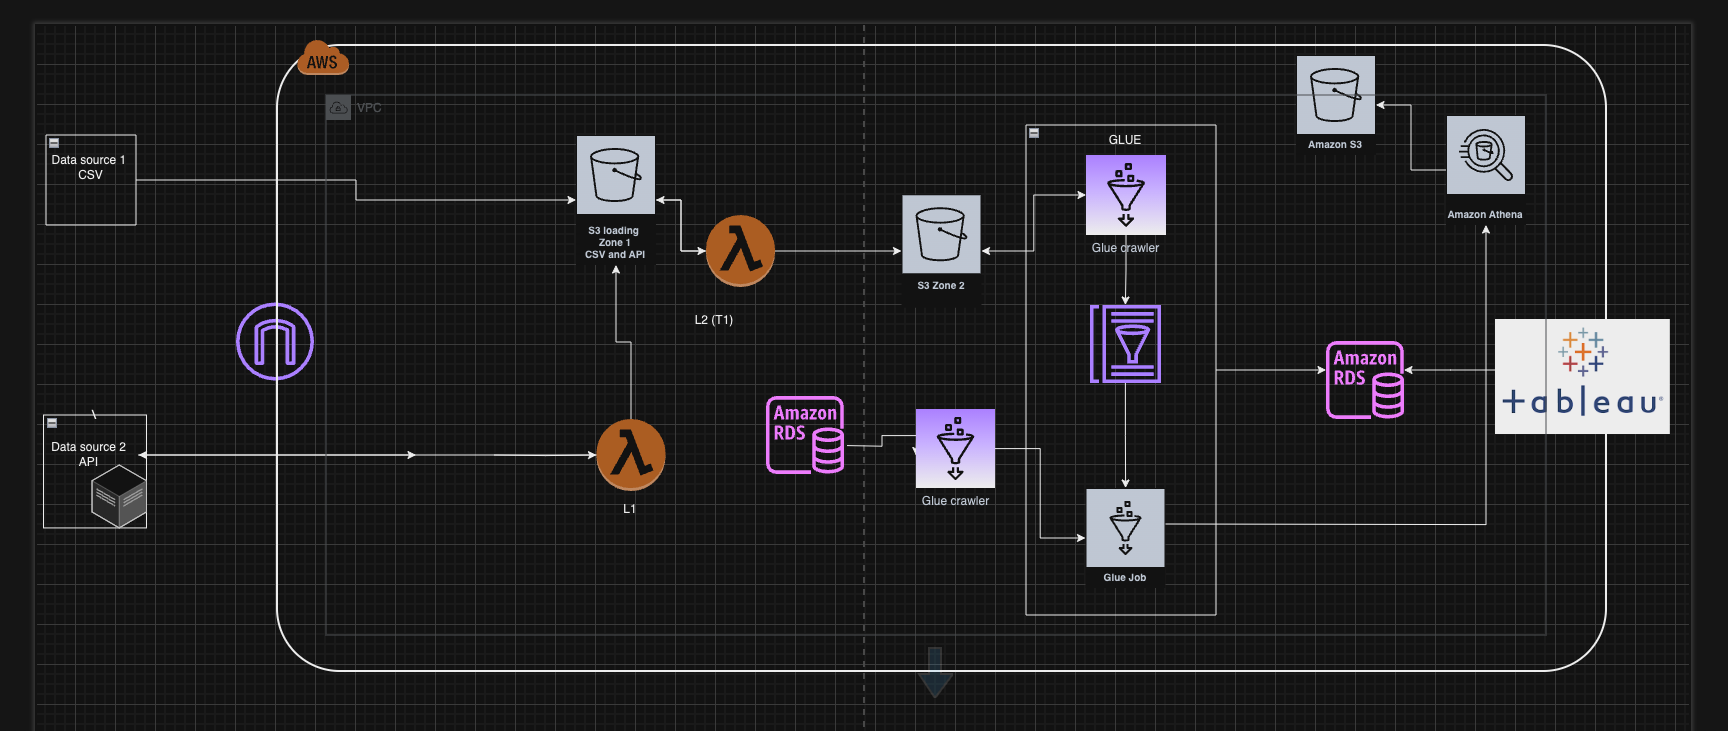 AWS
VPC
Data source 1
CSV
S3 loading
Zone 1
CSV and API
L2 (T1)
S3 Zone 2
GLUE
Glue crawler
Amazon S3
Amazon Athena
Amazon
RDS
+ableau®
Data source 2
API
L1
Amazon
RDS
Glue crawler
Glue Job